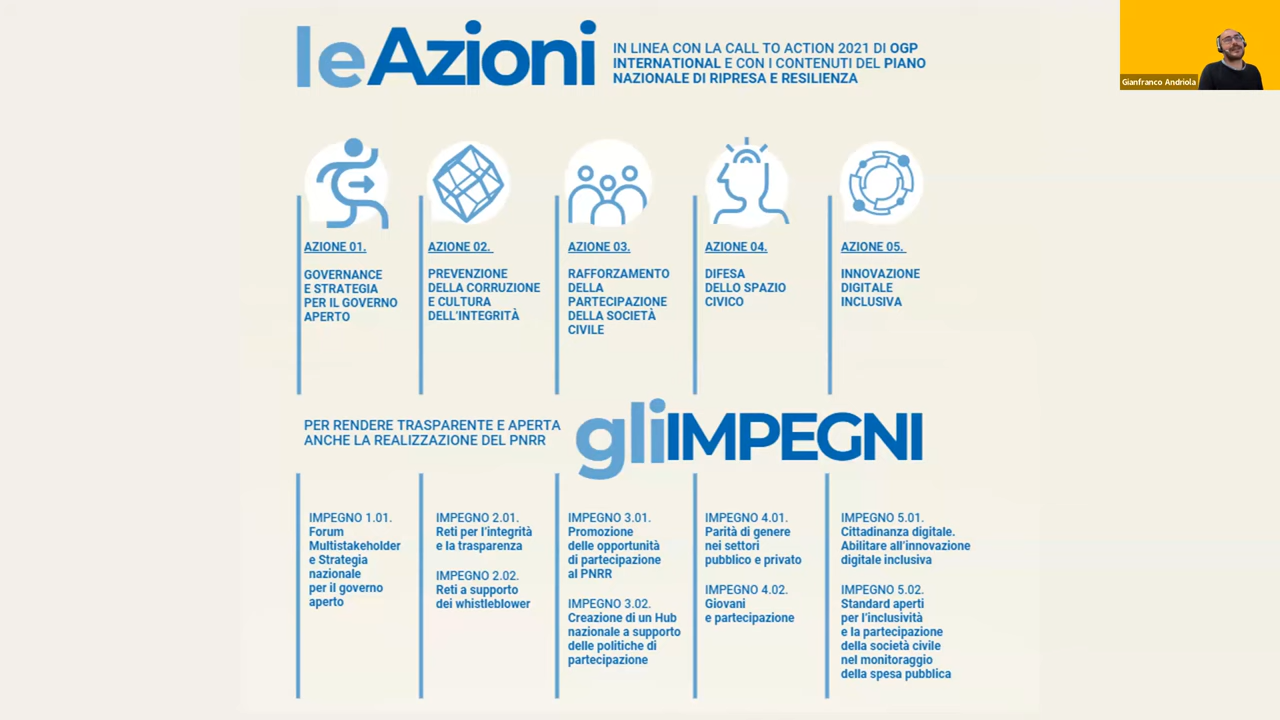 leAzioni
IN LINEA CON LA CALL TO ACTION 2021 DI OGP
INTERNATIONAL E CON I CONTENUTI DEL PIANO
NAZIONALE DI RIPRESA E RESILIENZA
Gianfranco Andriola
AZIONE 01.
GOVERNANCE
E STRATEGIA
PER IL GOVERNO
APERTO
AZIONE 02.
PREVENZIONE
DELLA CORRUZIONE
E CULTURA
DELL'INTEGRITÀ
AZIONE 03.
RAFFORZAMENTO
DELLA
PARTECIPAZIONE
DELLA SOCIETÀ
CIVILE
AZIONE 04.
DIFESA
DELLO SPAZIO
CIVICO
AZIONE 05.
INNOVAZIONE
DIGITALE
INCLUSIVA
PER RENDERE TRASPARENTE E APERTA
ANCHE LA REALIZZAZIONE DEL PNRR
gliIMPEGNI
IMPEGNO 1.01.
Forum
Multistakeholder
e Strategia
nazionale
per il governo
aperto
IMPEGNO 2.01.
Reti per l'integrità
e la trasparenza
IMPEGNO 2.02.
Reti a supporto
dei whistleblower
IMPEGNO 3.01.
Promozione
delle opportunità
di partecipazione
al PNRR
IMPEGNO 3.02.
Creazione di un Hub
nazionale a supporto
delle politiche di
partecipazione
IMPEGNO 4.01.
Parità di genere
nei settori
pubblico e privato
IMPEGNO 4.02.
Giovani
e partecipazione
IMPEGNO 5.01.
Cittadinanza digitale.
Abilitare all'innovazione
digitale inclusiva
IMPEGNO 5.02.
Standard aperti
per l'inclusività
e la partecipazione
della società civile
nel monitoraggio
della spesa pubblica